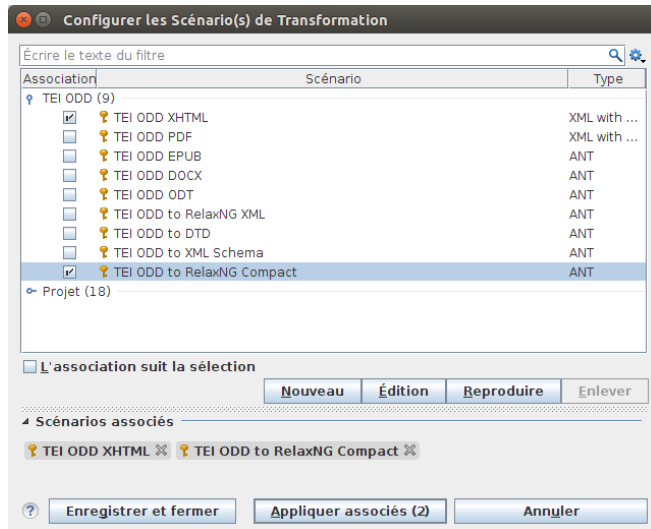 Configurer les Scénario(s) de Transformation
Écrire le texte du filtre
Association Scénario Type
TEI ODD (9)
TEI ODD XHTML XML with ...
TEI ODD PDF XML with ...
TEI ODD EPUB ANT
TEI ODD DOCX ANT
TEI ODD ODT ANT
TEI ODD to RelaxNG XML ANT
TEI ODD to DTD ANT
TEI ODD to XML Schema ANT
TEI ODD to RelaxNG Compact ANT
Projet (18)
L'association suit la sélection
Nouveau Édition Reproduire Enlever
Scénarios associés
TEI ODD XHTML TEI ODD to RelaxNG Compact
? Enregistrer et fermer Appliquer associés (2) Annuler